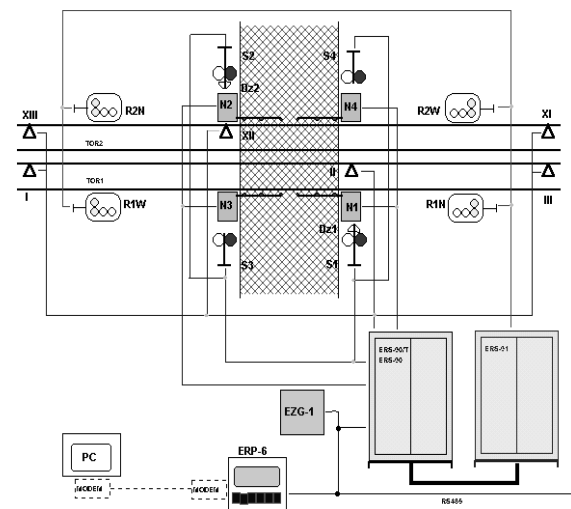 S2
S4
Dz2
R2N
N2
N4
R2W
XIII
XII
XI
TOR2
II
TOR1
I
III
R1W
N3
N1
R1N
Dz1
S3
S1
ERS-90/T
ERS-90
ERS-91
EZG-1
ERP-6
PC
MODEM
MODEM
RS485